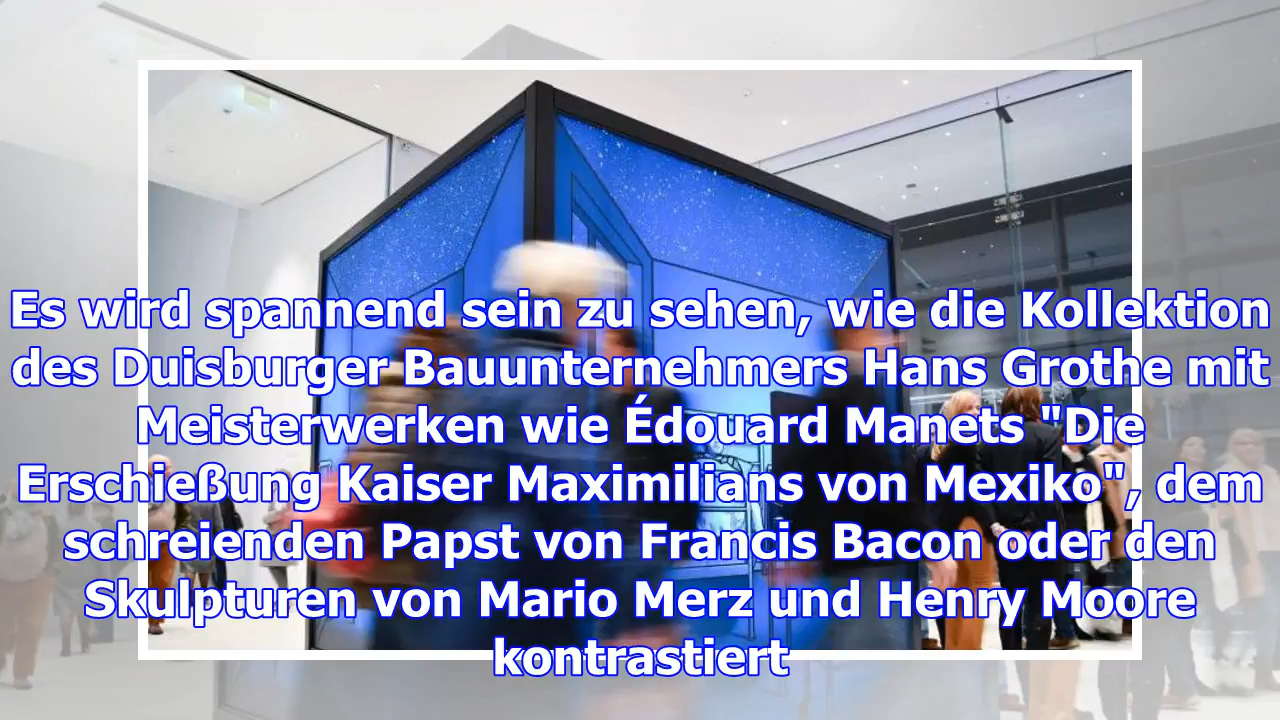 Es wird spannend sein zu sehen, wie die Kollektion
des Duisburger Bauunternehmers Hans Grothe mit
Meisterwerken wie Édouard Manets "Die
Erschießung Kaiser Maximilians von Mexiko", dem
schreienden Papst von Francis Bacon oder den
Skulpturen von Mario Merz und Henry Moore
kontrastiert